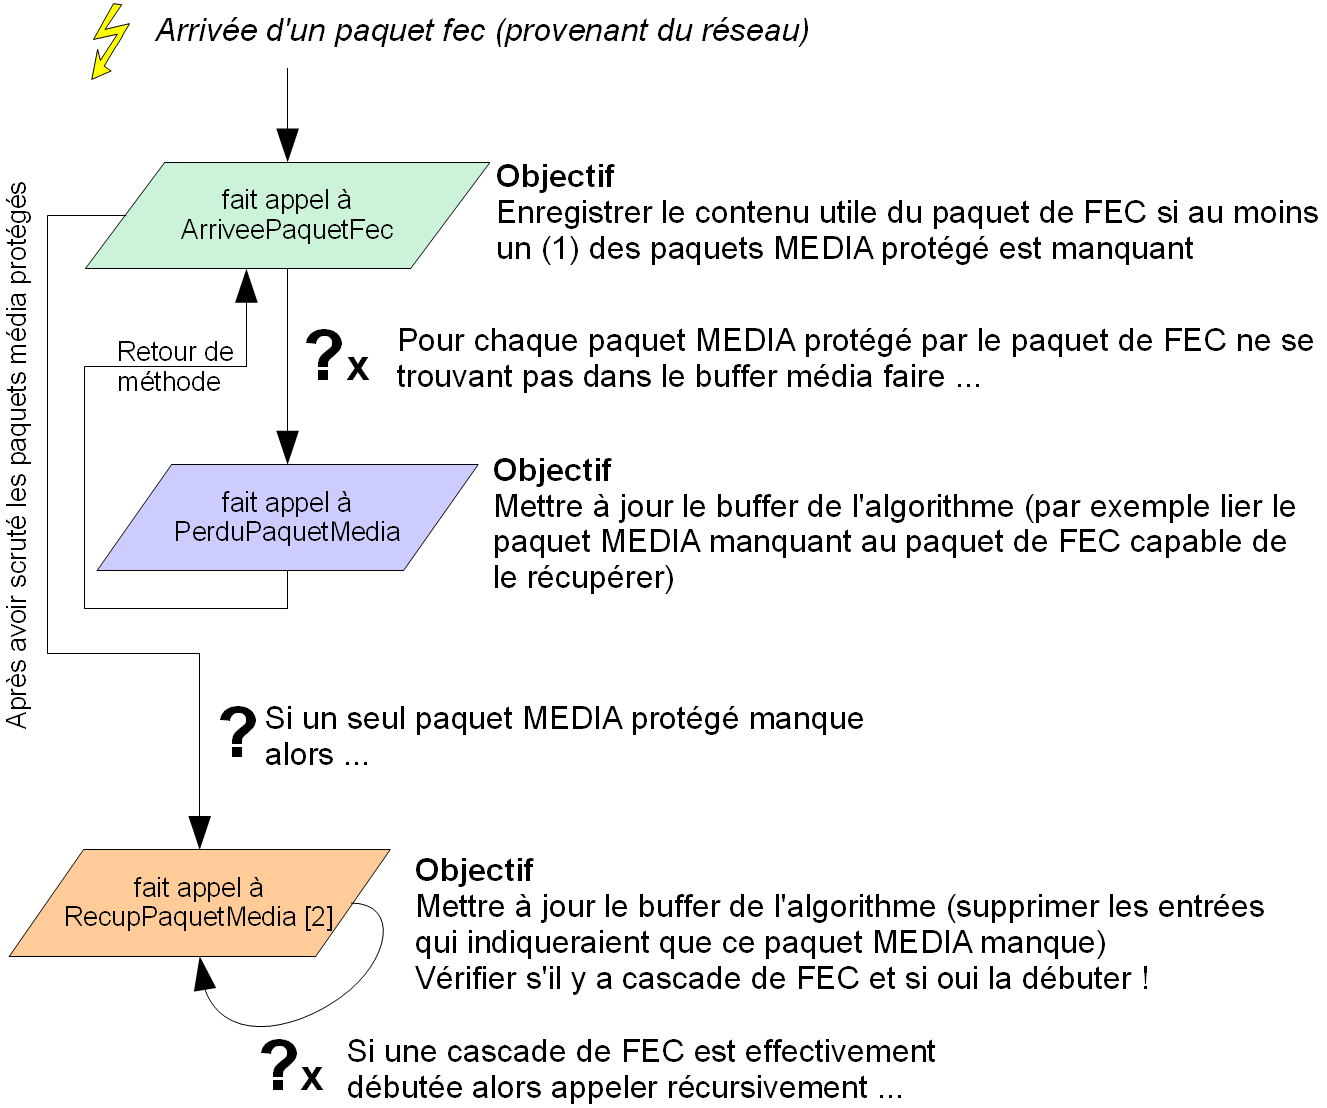 Arrivée d'un paquet fec (provenant du réseau)
Après avoir scruté les paquets média protégés
fait appel à
ArriveePaquetFec
Objectif
Enregistrer le contenu utile du paquet de FEC si au moins
un (1) des paquets MEDIA protégé est manquant
Retour de
méthode
?x
Pour chaque paquet MEDIA protégé par le paquet de FEC ne se
trouvant pas dans le buffer média faire ...
fait appel à
PerduPaquetMedia
Objectif
Mettre à jour le buffer de l'algorithme (par exemple lier le
paquet MEDIA manquant au paquet de FEC capable de
le récupérer)
?
Si un seul paquet MEDIA protégé manque
alors ...
fait appel à
RecupPaquetMedia [2]
Objectif
Mettre à jour le buffer de l'algorithme (supprimer les entrées
qui indiqueraient que ce paquet MEDIA manque)
Vérifier s'il y a cascade de FEC et si oui la débuter !
?x
Si une cascade de FEC est effectivement
débutée alors appeler récursivement ...